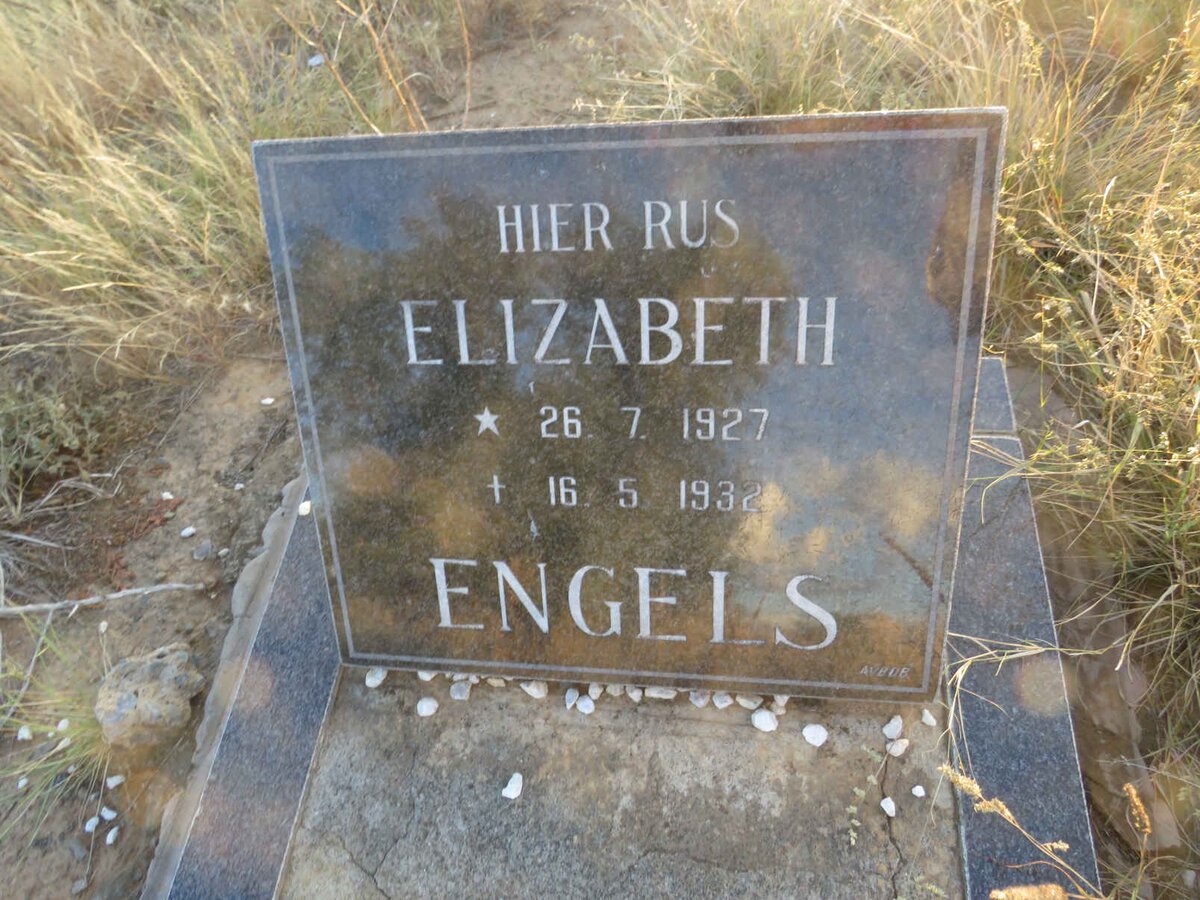 HIER RUS
ELIZABETH
★ 26. 7. 1927
† 16. 5. 1932
ENGELS